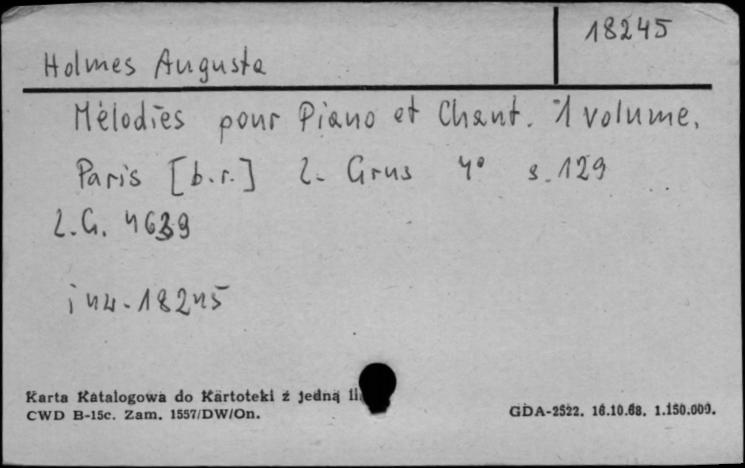 18245
Holmes Augusta
Mélodies pour Piano et Chant. 1 volume.
Paris [b.r.] L. Grus 4° s. 129
L.G. 4639
inw. 18245
Karta Katalogowa do Kartoteki z jedną
CWD B-15c. Zam. 1557/DW/On.
GDA-2522. 16.10.68. 1.150.000.